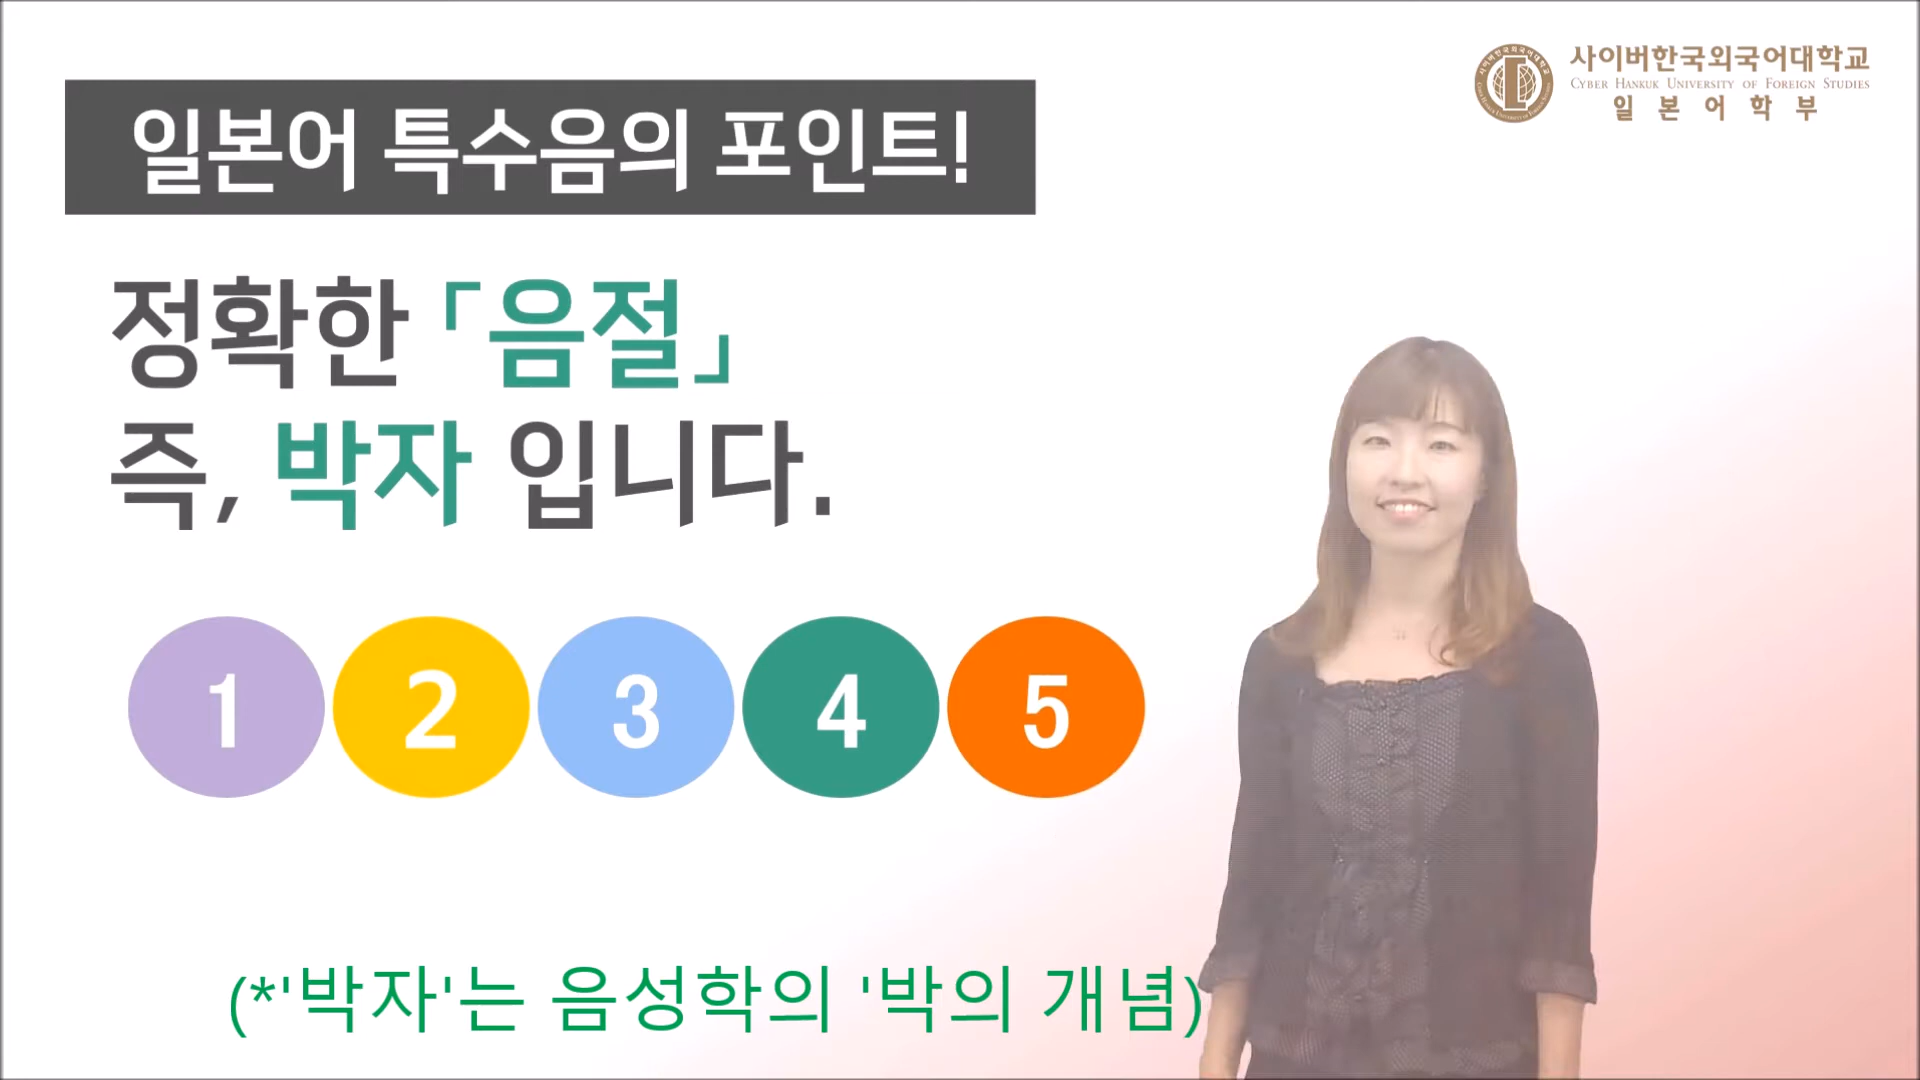 사이버한국외국어대학교
CYBER HANKUK UNIVERSITY OF FOREIGN STUDIES
일본어학부
일본어 특수음의 포인트!
정확한 「음절」
즉, 박자 입니다.
1 2 3 4 5
(*'박자'는 음성학의 '박의 개념)